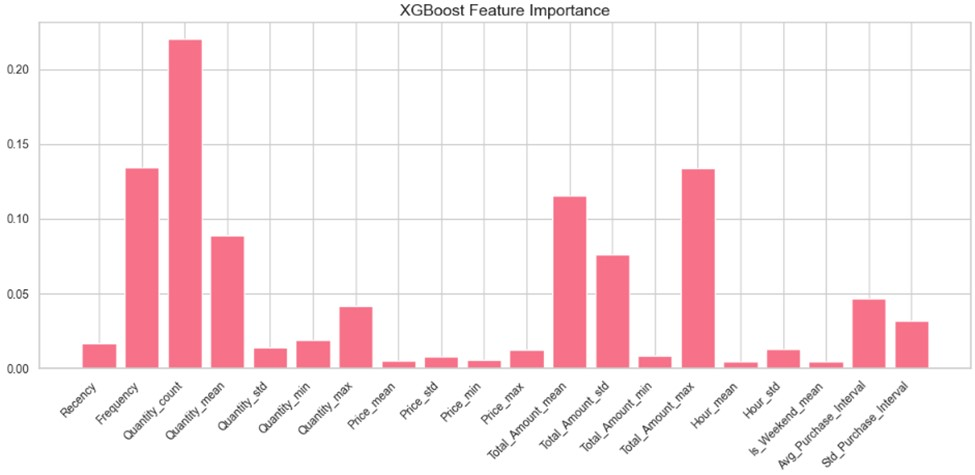 XGBoost Feature Importance
0.20
0.15
0.10
0.05
0.00
Recency
Frequency
Quantity_count
Quantity_mean
Quantity_std
Quantity_min
Quantity_max
Price_mean
Price_std
Price_min
Price_max
Total_Amount_mean
Total_Amount_std
Total_Amount_min
Total_Amount_max
Hour_mean
Hour_std
Is_Weekend_mean
Avg_Purchase_Interval
Std_Purchase_Interval